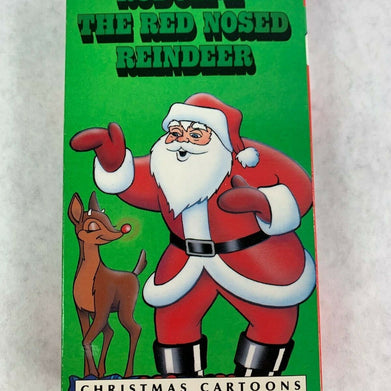 THE RED NOSED
REINDEER
CHRISTMAS CARTOONS